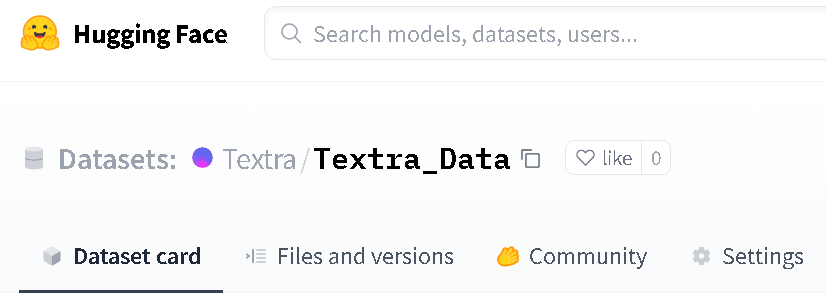 Hugging Face Search models, datasets, users...
Datasets: Textra/Textra_Data like 0
Dataset card Files and versions Community Settings